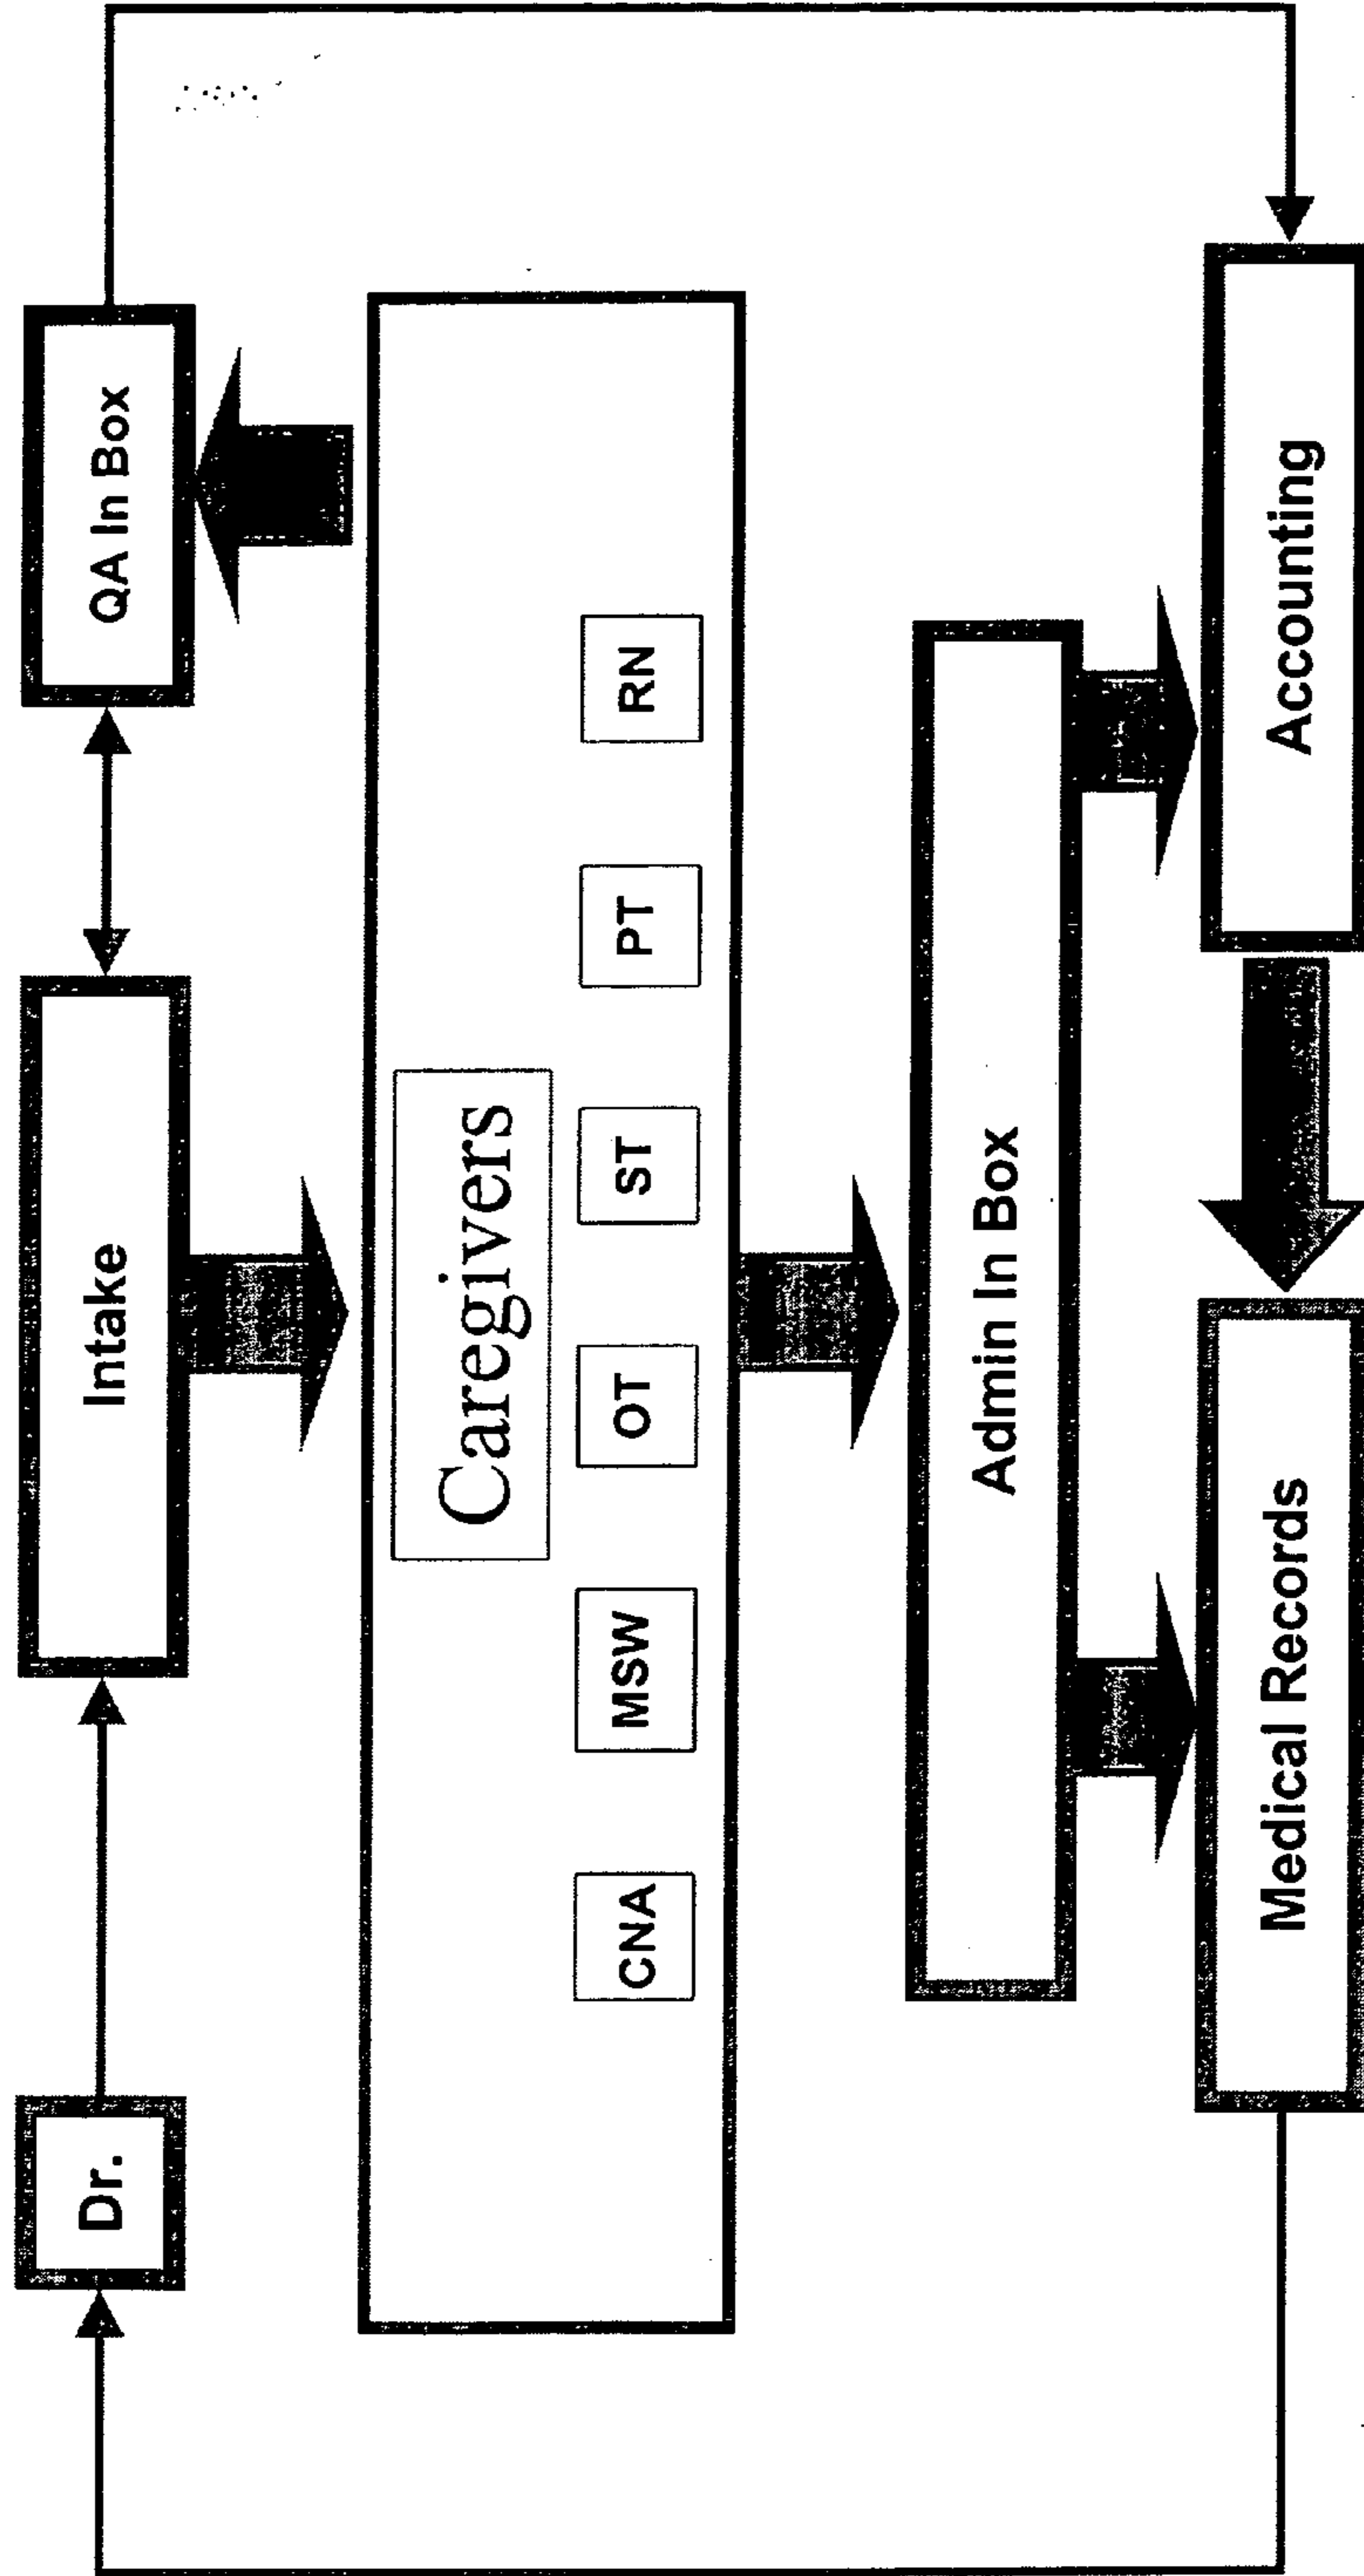 Dr.
Intake
QA In Box
Caregivers
CNA
MSW
OT
ST
PT
RN
Admin In Box
Medical Records
Accounting